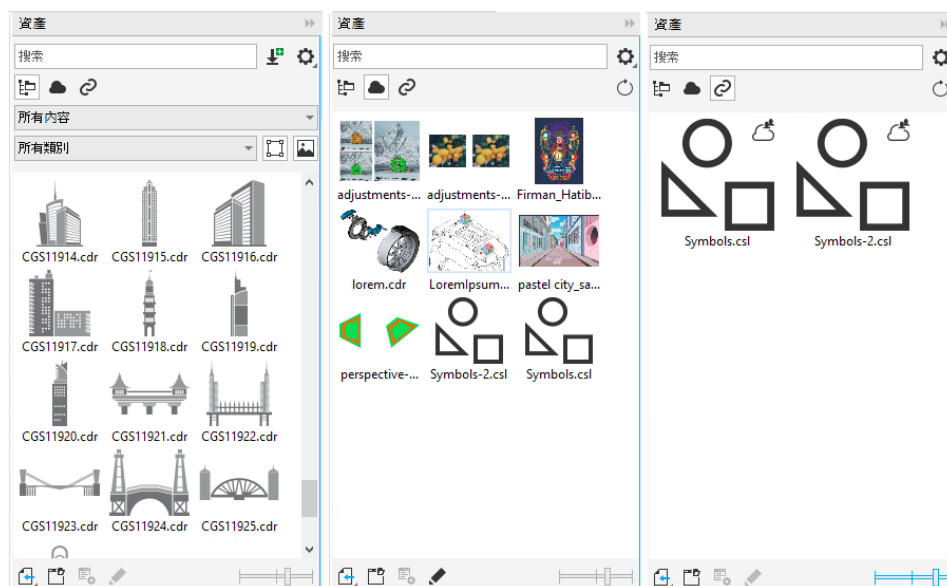 資產
搜索
所有內容
所有類別
CGS11914.cdr CGS11915.cdr CGS11916.cdr
CGS11917.cdr CGS11918.cdr CGS11919.cdr
CGS11920.cdr CGS11921.cdr CGS11922.cdr
CGS11923.cdr CGS11924.cdr CGS11925.cdr
資產
搜索
adjustments-... adjustments-... Firman_Hatib...
lorem.cdr LoremIpsum... pastel city_sa...
perspective-... Symbols-2.csl Symbols.csl
資產
搜索
Symbols.csl Symbols-2.csl